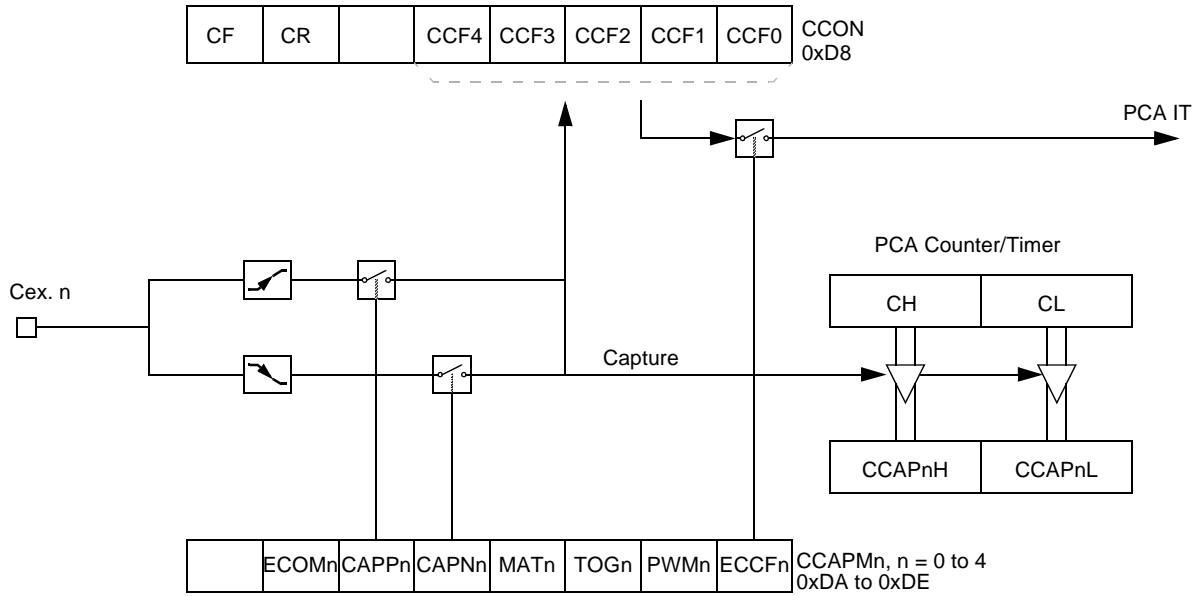 CF CR CCF4 CCF3 CCF2 CCF1 CCF0 CCON
0xD8
PCA IT
PCA Counter/Timer
Cex. n
CH CL
Capture
CCAPnH CCAPnL
ECOMn CAPPn CAPNn MATn TOGn PWMn ECCFn CCAPMn, n = 0 to 4
0xDA to 0xDE